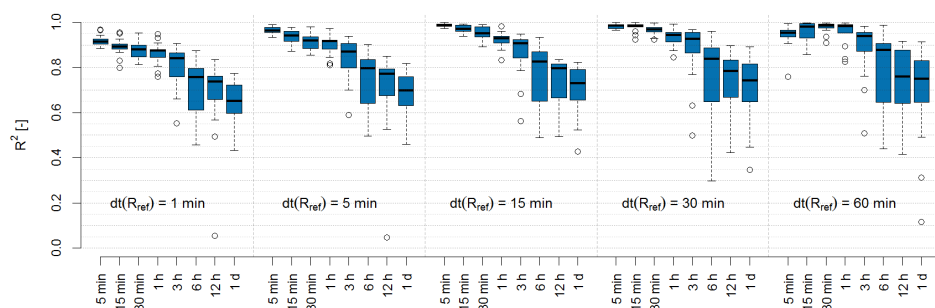 R² [-]
1.0
0.8
0.6
0.4
0.2
0.0
dt(R_ref) = 1 min
dt(R_ref) = 5 min
dt(R_ref) = 15 min
dt(R_ref) = 30 min
dt(R_ref) = 60 min
5 min
15 min
30 min
1 h
3 h
6 h
12 h
1 d
5 min
15 min
30 min
1 h
3 h
6 h
12 h
1 d
5 min
15 min
30 min
1 h
3 h
6 h
12 h
1 d
5 min
15 min
30 min
1 h
3 h
6 h
12 h
1 d
5 min
15 min
30 min
1 h
3 h
6 h
12 h
1 d